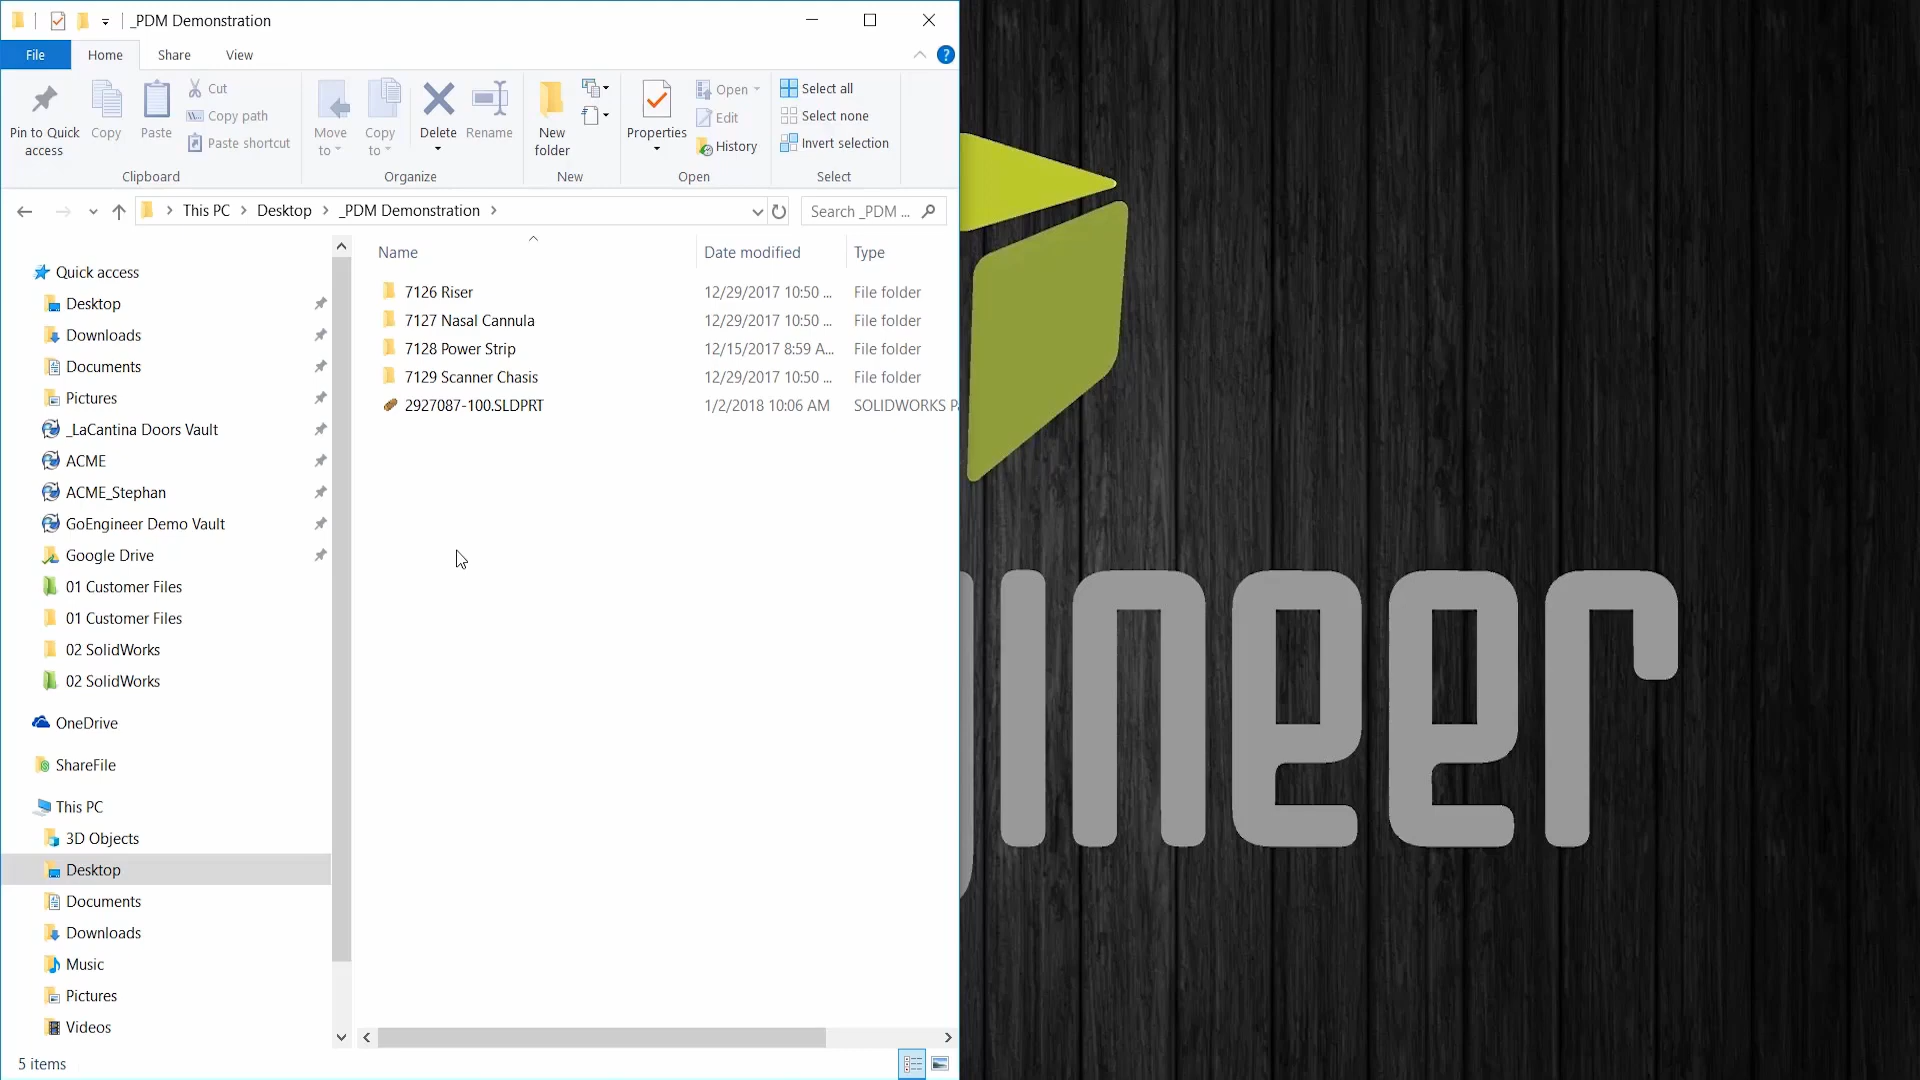 _PDM Demonstration
File Home Share View
Pin to Quick access
Copy
Paste
Cut
Copy path
Paste shortcut
Move to
Copy to
Delete
Rename
New folder
Properties
Open
Edit
History
Select all
Select none
Invert selection
Clipboard Organize New Open Select
This PC Desktop _PDM Demonstration
Search _PDM ...
Name Date modified Type
7126 Riser 12/29/2017 10:50 ... File folder
7127 Nasal Cannula 12/29/2017 10:50 ... File folder
7128 Power Strip 12/15/2017 8:59 A... File folder
7129 Scanner Chasis 12/29/2017 10:50 ... File folder
2927087-100.SLDPRT 1/2/2018 10:06 AM SOLIDWORKS P
Quick access
Desktop
Downloads
Documents
Pictures
_LaCantina Doors Vault
ACME
ACME_Stephan
GoEngineer Demo Vault
Google Drive
01 Customer Files
01 Customer Files
02 SolidWorks
02 SolidWorks
OneDrive
ShareFile
This PC
3D Objects
Desktop
Documents
Downloads
Music
Pictures
Videos
5 items
gineer